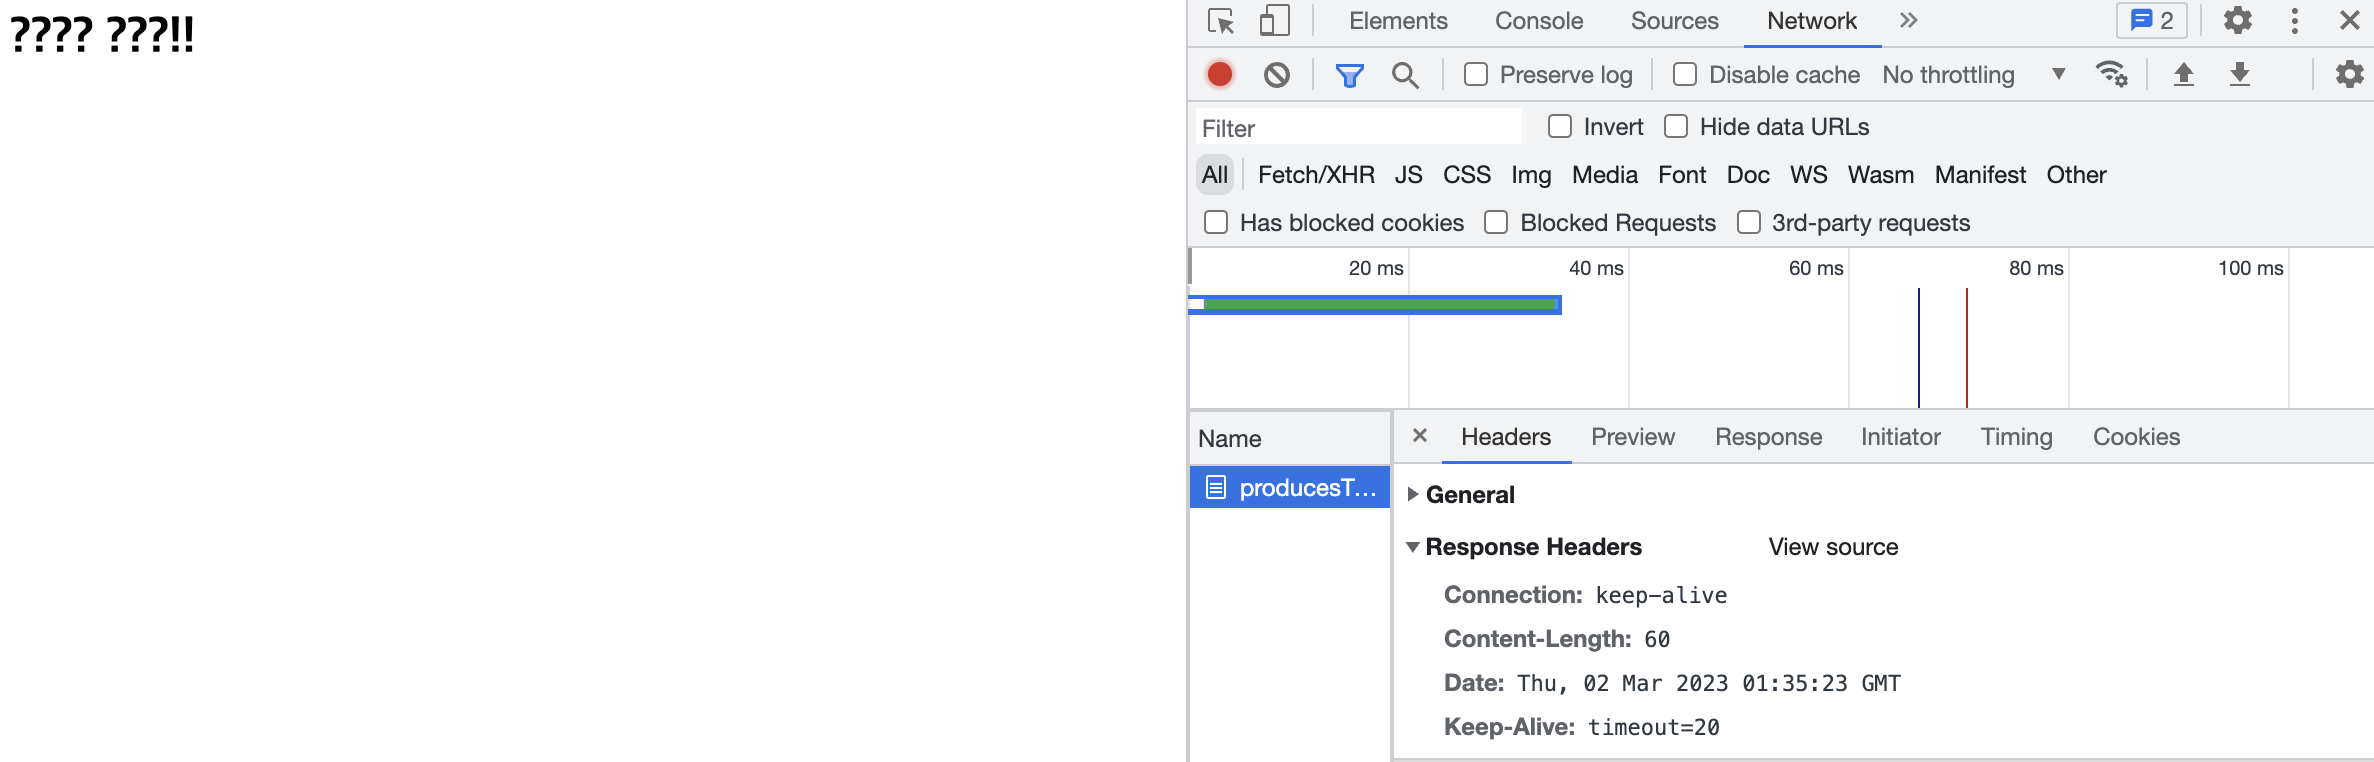 ???? ???!!
Elements Console Sources Network 2
Preserve log Disable cache No throttling
Filter Invert Hide data URLs
All Fetch/XHR JS CSS Img Media Font Doc WS Wasm Manifest Other
Has blocked cookies Blocked Requests 3rd-party requests
20 ms 40 ms 60 ms 80 ms 100 ms
Name
producesT...
Headers Preview Response Initiator Timing Cookies
General
Response Headers View source
Connection: keep-alive
Content-Length: 60
Date: Thu, 02 Mar 2023 01:35:23 GMT
Keep-Alive: timeout=20